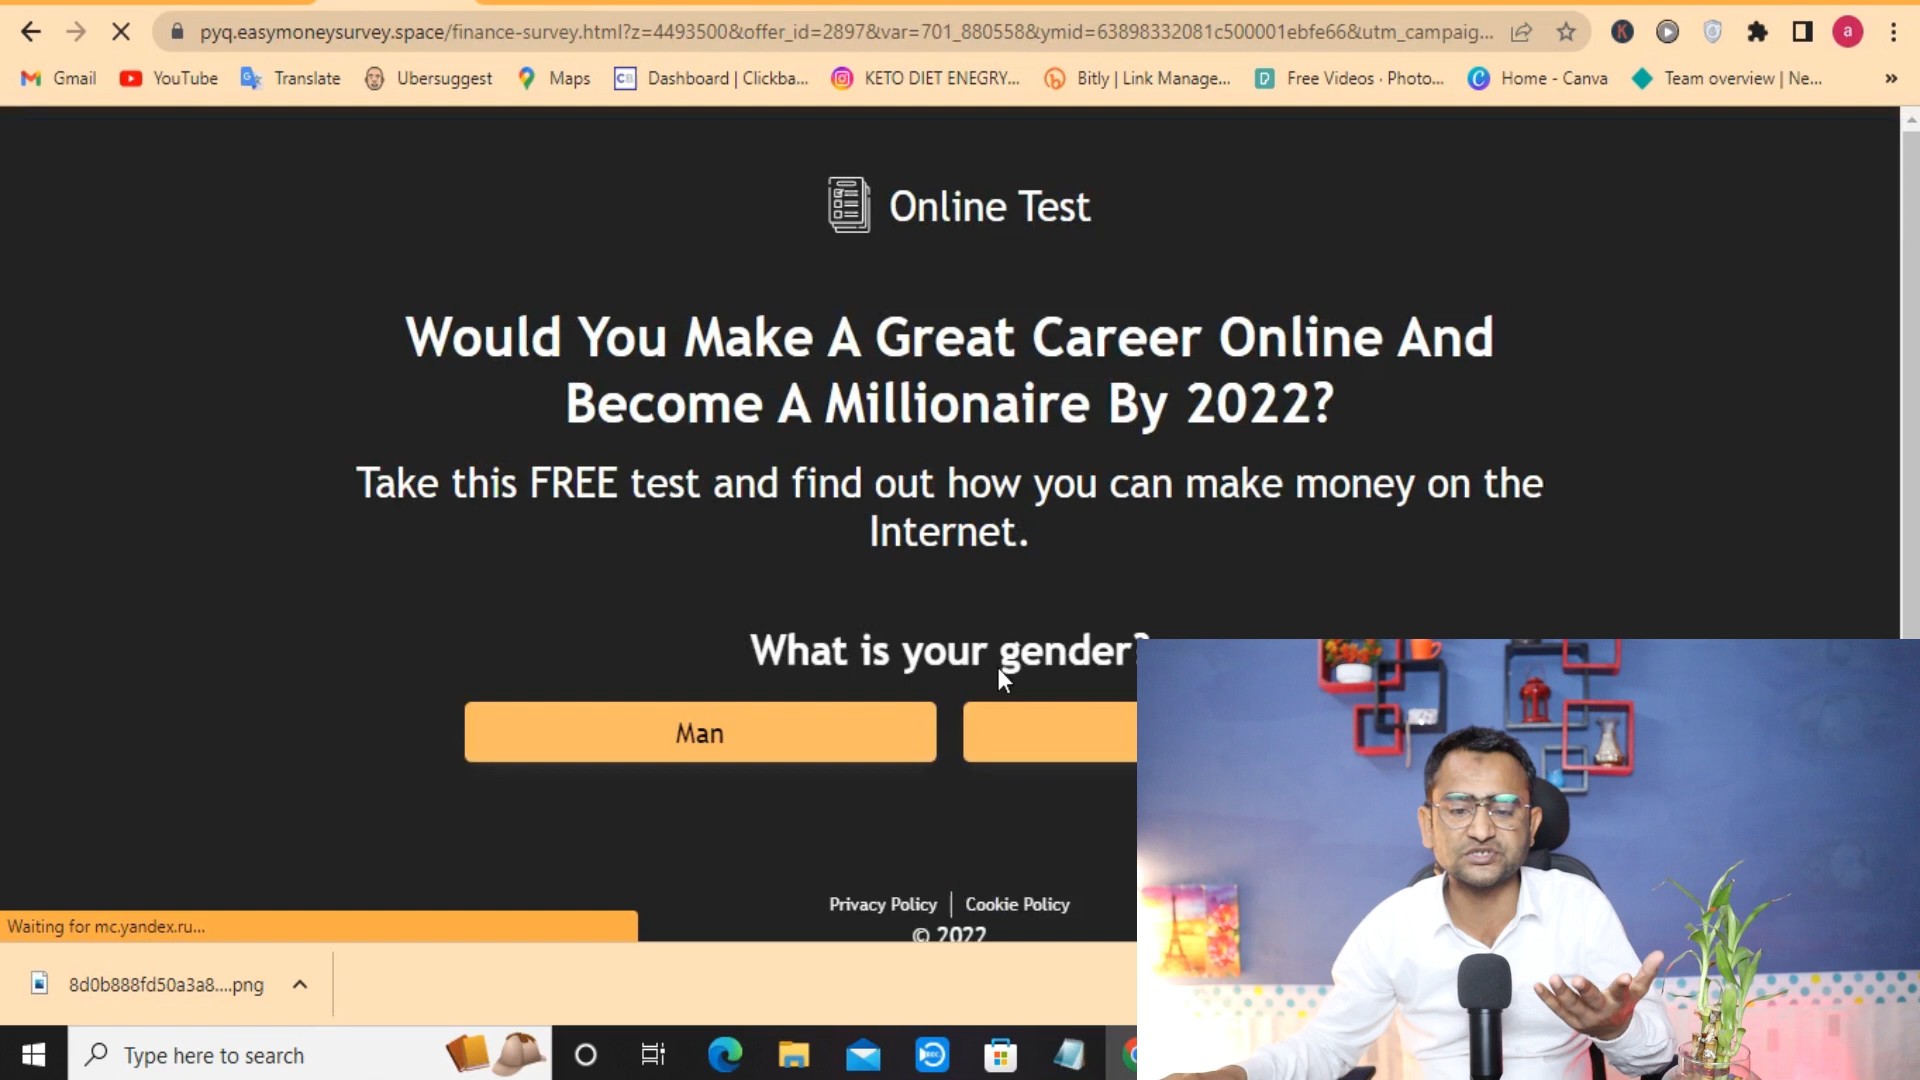 pyq.easymoneysurvey.space/finance-survey.html?z=4493500&offer_id=2897&var=701_880558&ymid=63898332081c500001ebfe66&utm_campaig...
K
a
Gmail
YouTube
Translate
Ubersuggest
Maps
CB
Dashboard | Clickba...
KETO DIET ENEGRY...
Bitly | Link Manage...
Free Videos · Photo...
Home - Canva
Team overview | Ne...
»
Online Test
Would You Make A Great Career Online And
Become A Millionaire By 2022?
Take this FREE test and find out how you can make money on the
Internet.
What is your gender?
Man
Privacy Policy | Cookie Policy
© 2022
Waiting for mc.yandex.ru...
8d0b888fd50a3a8....png
Type here to search